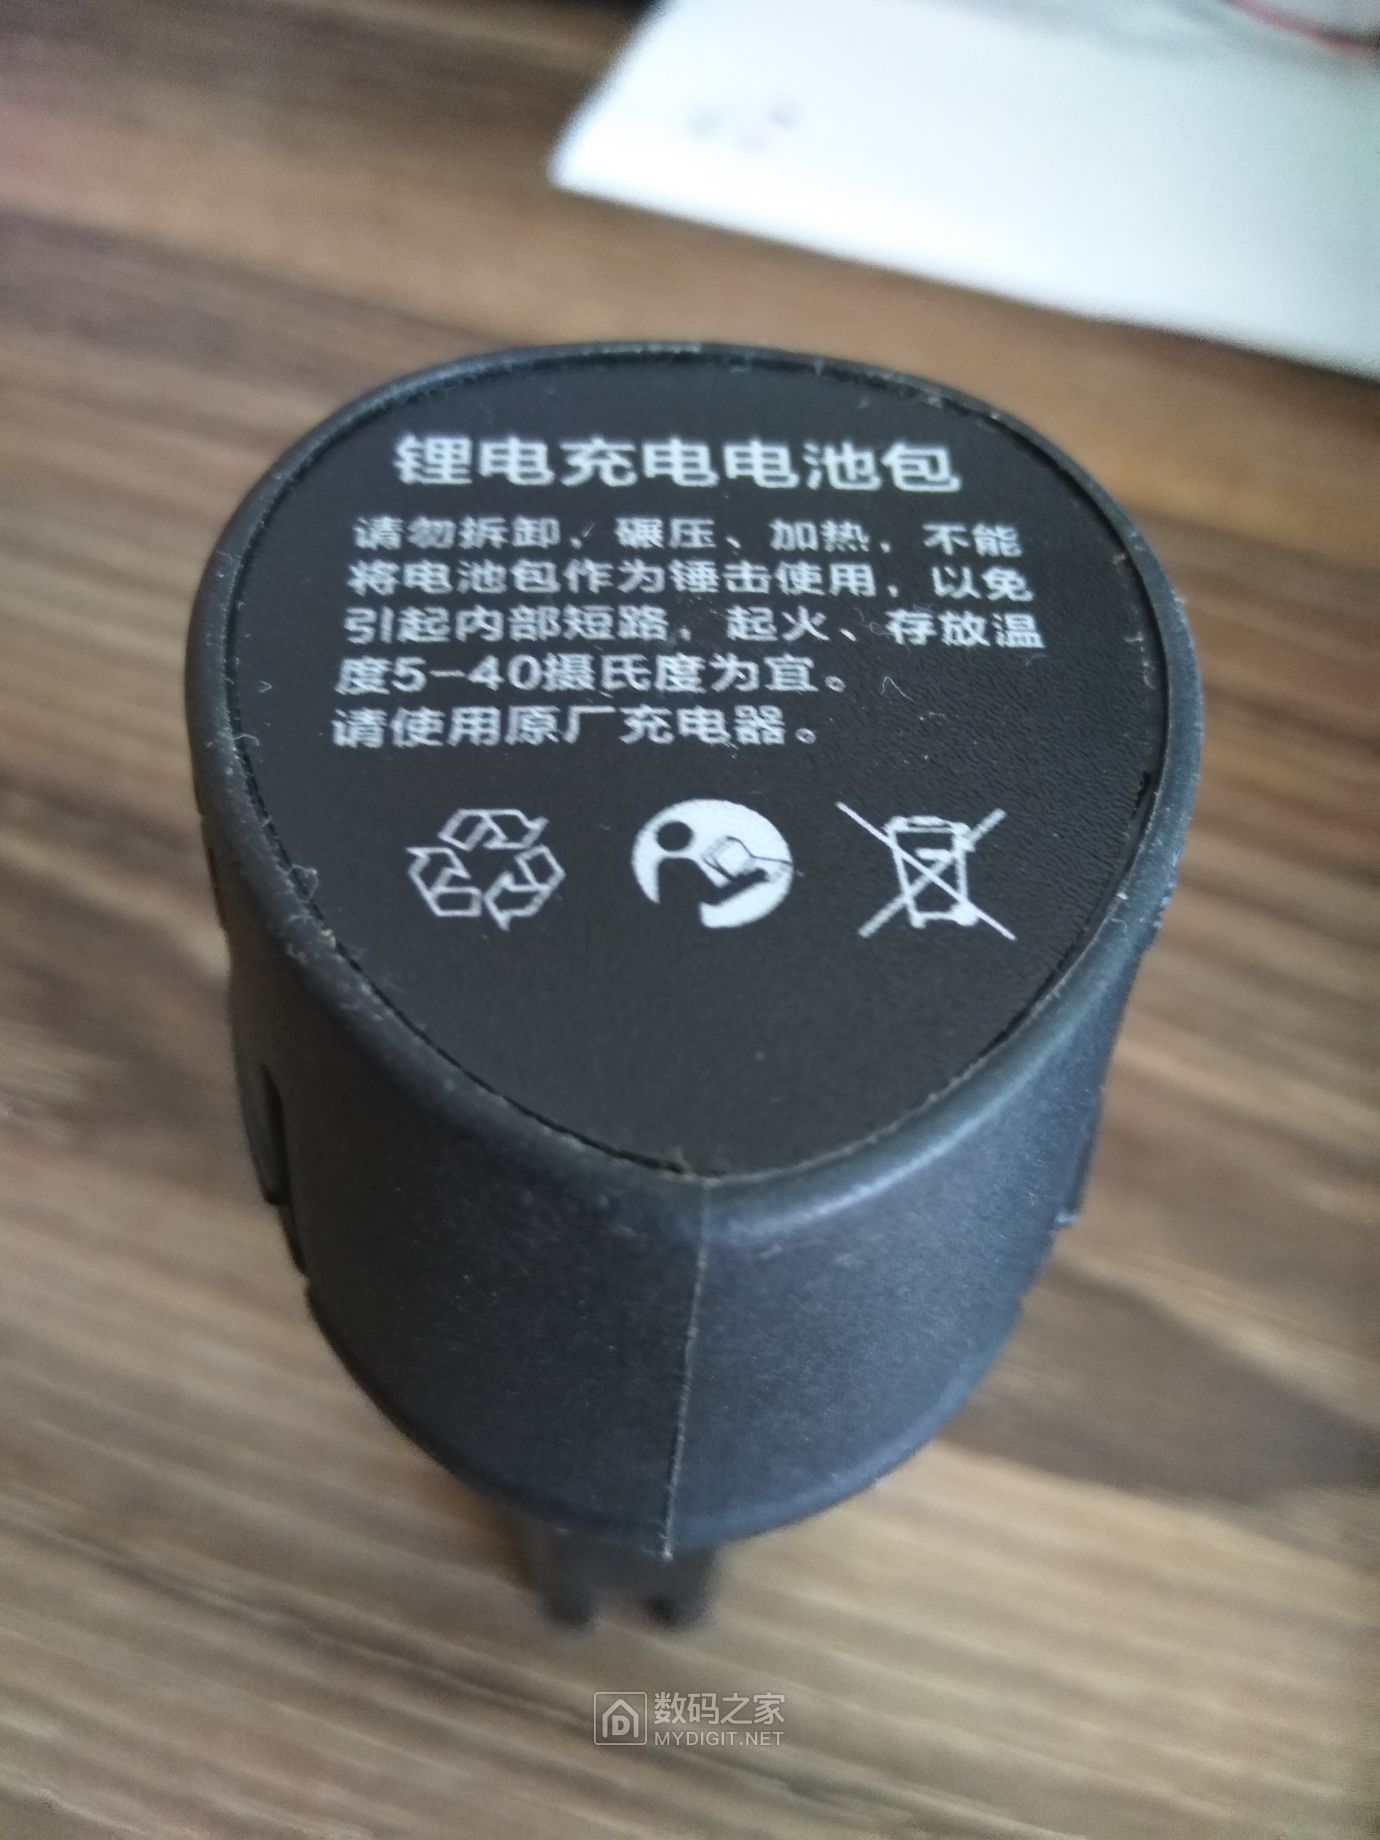 锂电充电电池包
请勿拆卸、碾压、加热，不能
将电池包作为锤击使用，以免
引起内部短路、起火、存放温
度5-40摄氏度为宜。
请使用原厂充电器。
数码之家
MYDIGIT.NET